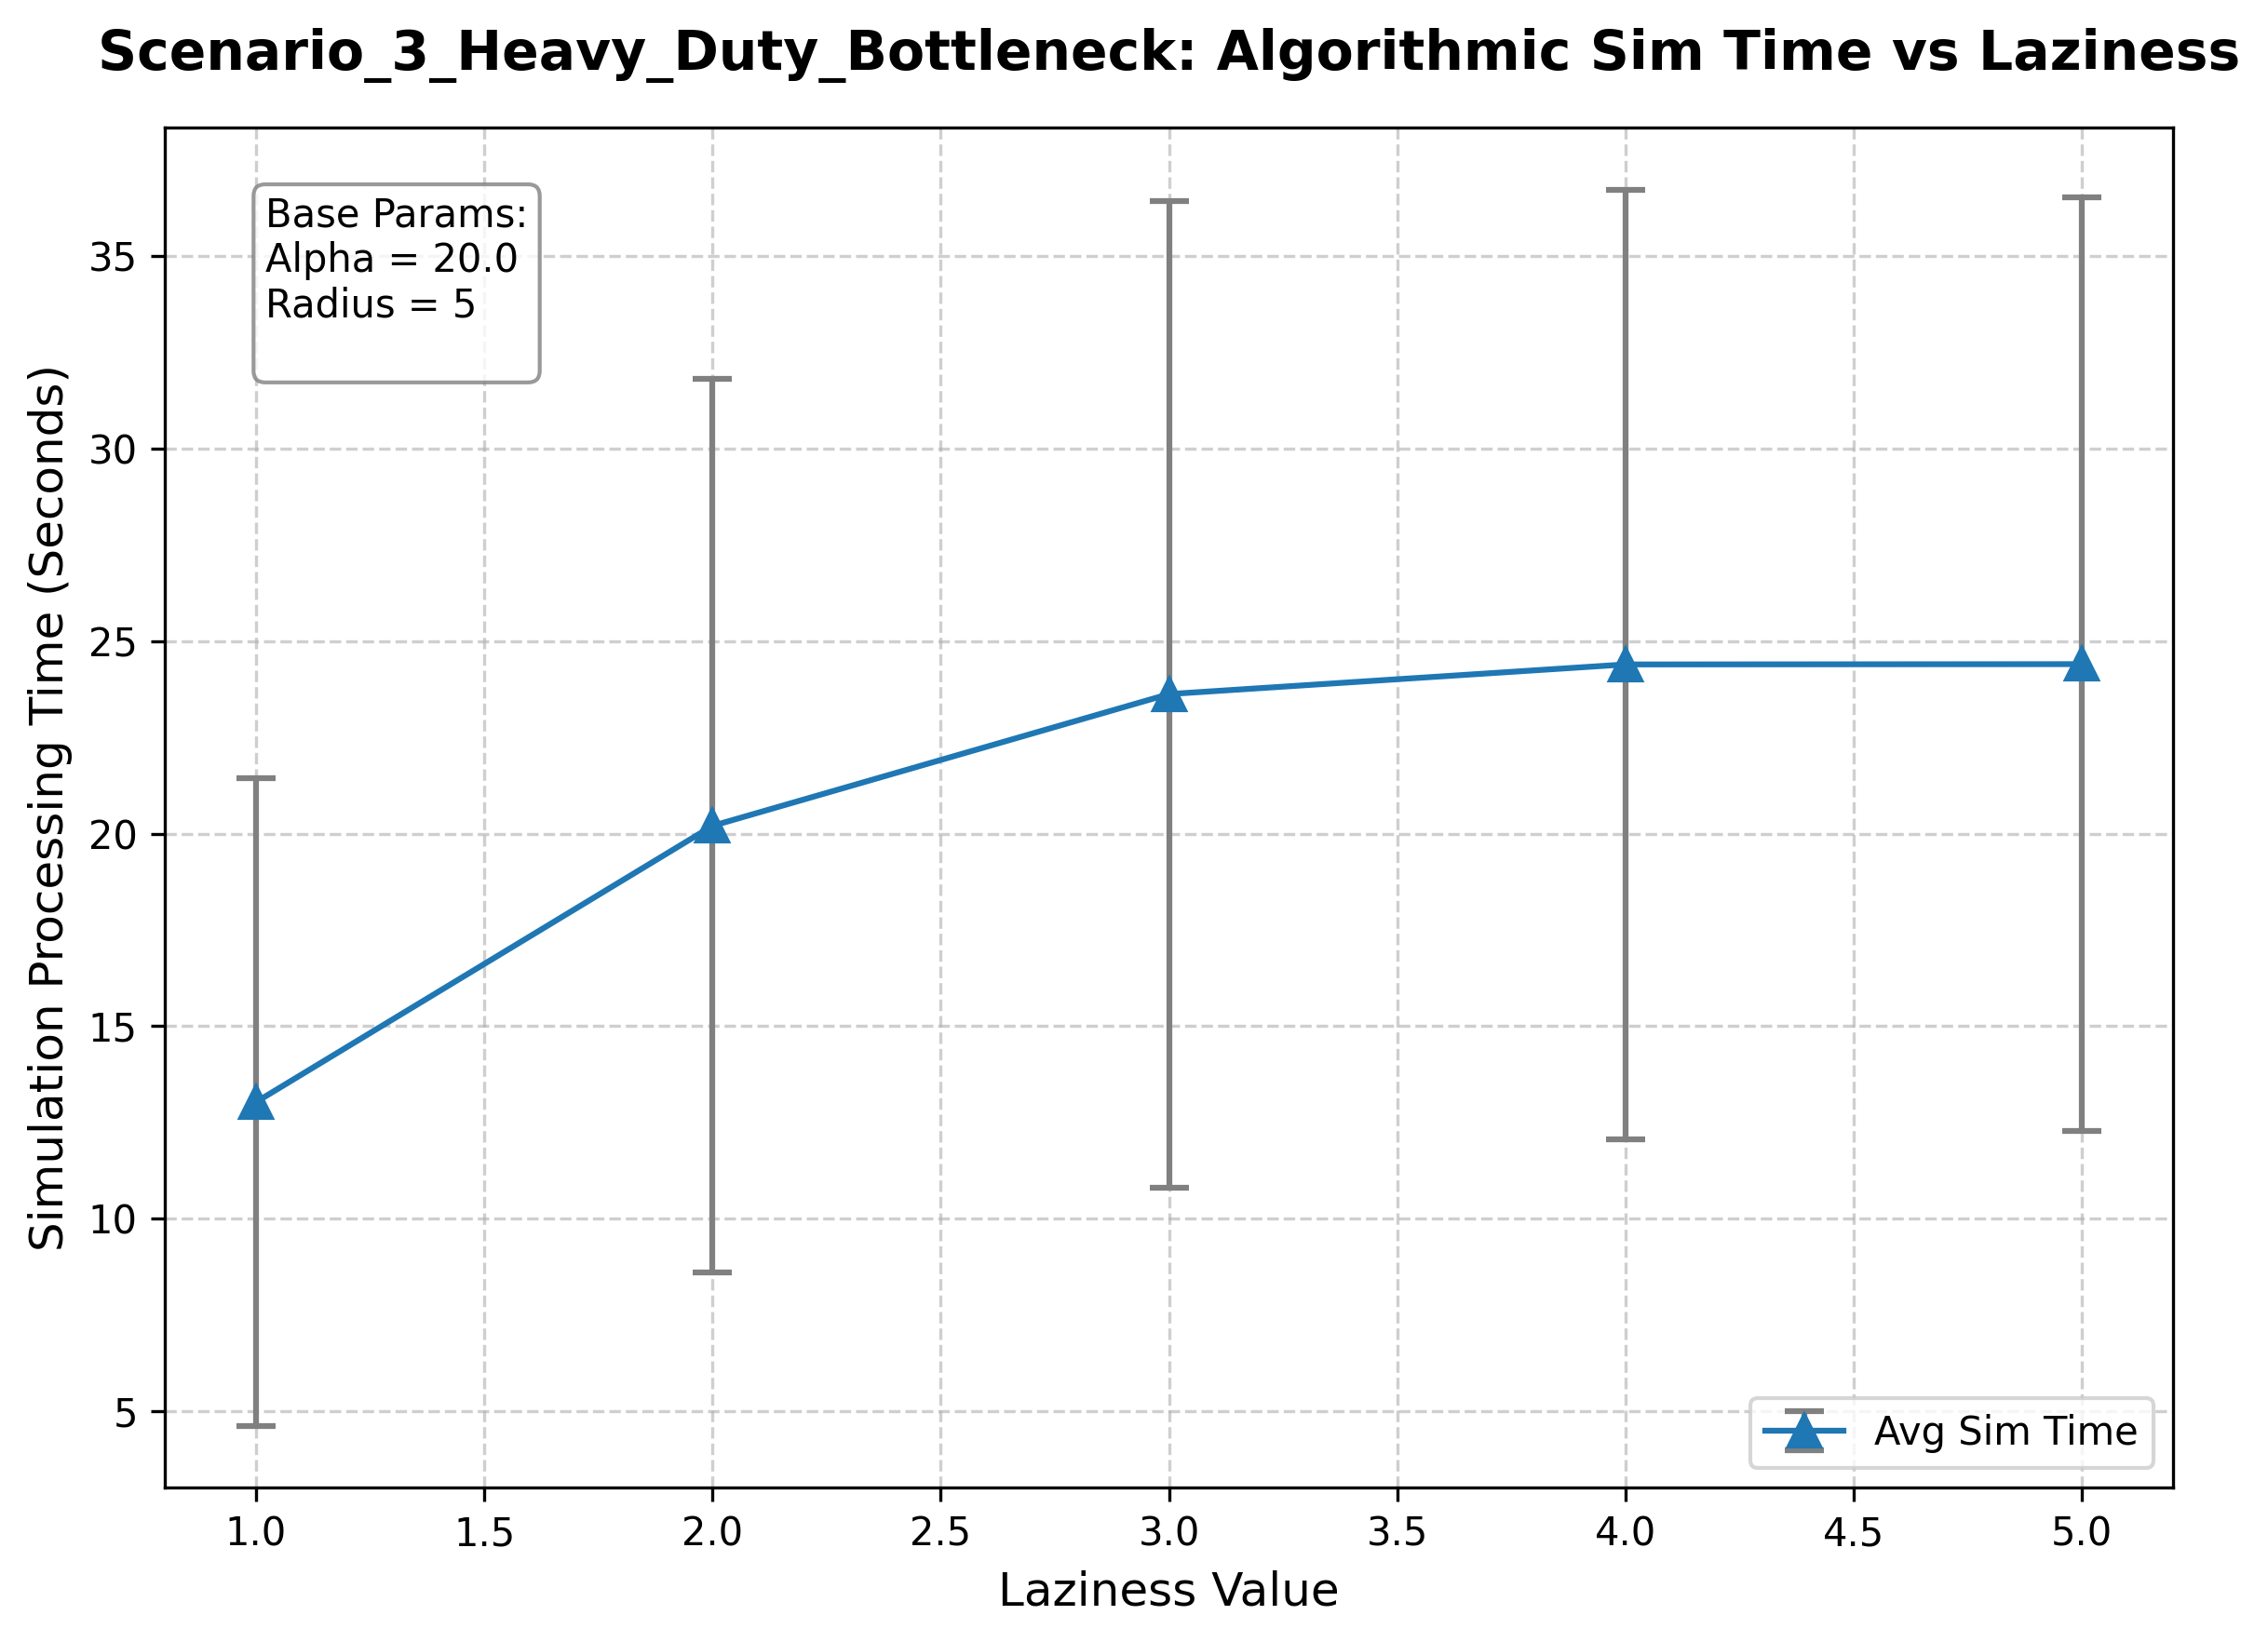 Scenario_3_Heavy_Duty_Bottleneck: Algorithmic Sim Time vs Laziness
Base Params:
Alpha = 20.0
Radius = 5
Simulation Processing Time (Seconds)
35
30
25
20
15
10
5
Avg Sim Time
1.0 1.5 2.0 2.5 3.0 3.5 4.0 4.5 5.0
Laziness Value